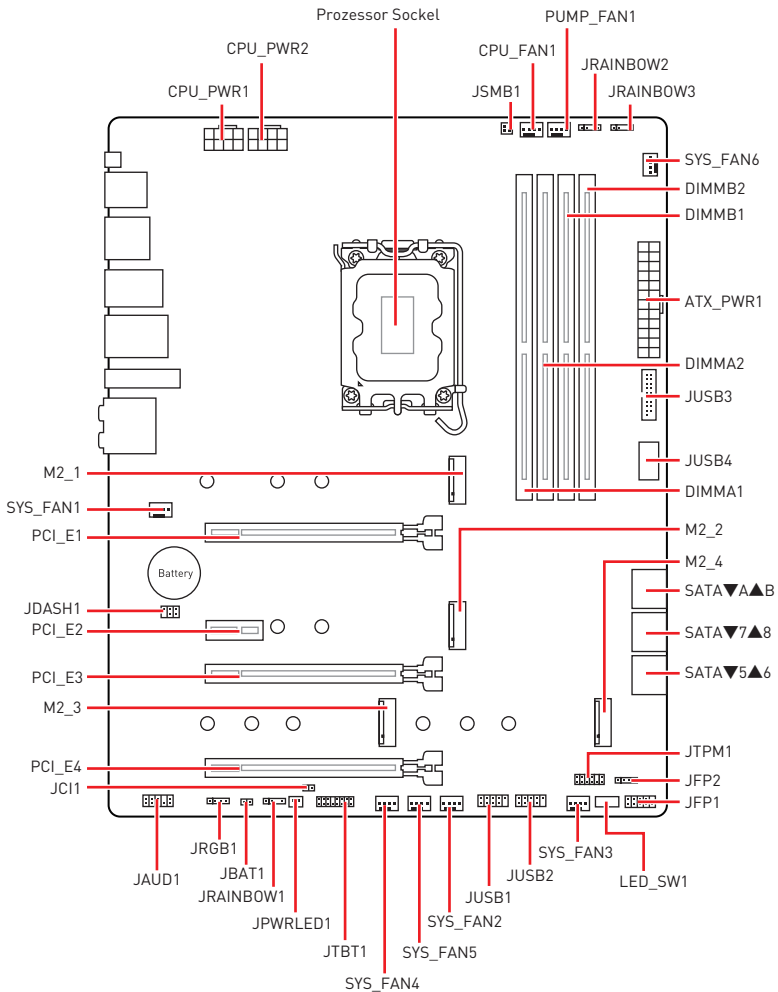 Prozessor Sockel
PUMP_FAN1
CPU_PWR2
CPU_FAN1
JRAINBOW2
CPU_PWR1
JSMB1
JRAINBOW3
SYS_FAN6
DIMMB2
DIMMB1
ATX_PWR1
DIMMA2
JUSB3
JUSB4
M2_1
DIMMA1
SYS_FAN1
M2_2
PCI_E1
M2_4
Battery
SATA▼A▲B
JDASH1
PCI_E2
SATA▼7▲8
PCI_E3
SATA▼5▲6
M2_3
JTPM1
PCI_E4
JFP2
JCI1
JFP1
JRGB1
SYS_FAN3
JBAT1
JUSB2
JAUD1
LED_SW1
JRAINBOW1
JUSB1
JPWRLED1
SYS_FAN2
JTBT1
SYS_FAN5
SYS_FAN4